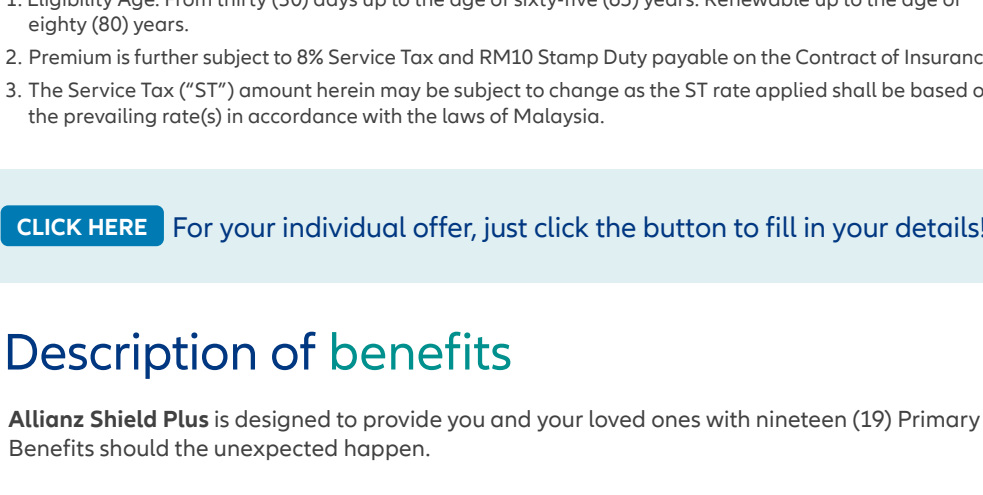 1. Eligibility Age: From thirty (30) days up to the age of sixty-five (65) years. Renewable up to the age of
eighty (80) years.
2. Premium is further subject to 8% Service Tax and RM10 Stamp Duty payable on the Contract of Insuranc
3. The Service Tax (“ST”) amount herein may be subject to change as the ST rate applied shall be based o
the prevailing rate(s) in accordance with the laws of Malaysia.
CLICK HERE For your individual offer, just click the button to fill in your details!
Description of benefits
Allianz Shield Plus is designed to provide you and your loved ones with nineteen (19) Primary
Benefits should the unexpected happen.